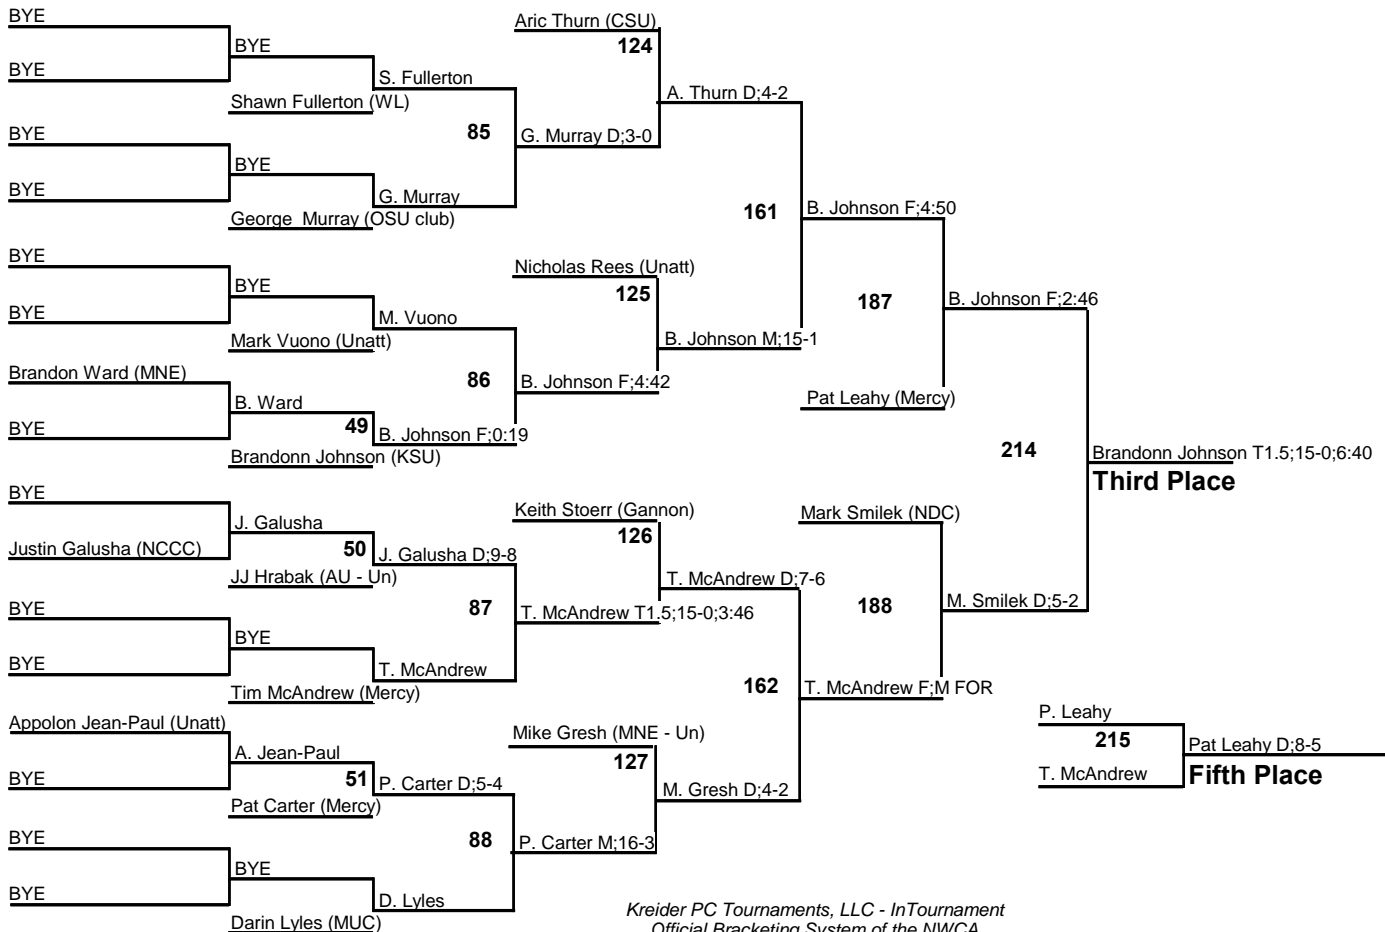 BYE
Aric Thurn (CSU)
BYE
124
BYE
S. Fullerton
A. Thurn D;4-2
Shawn Fullerton (WL)
BYE
85
G. Murray D;3-0
BYE
BYE
G. Murray
George  Murray (OSU club)
161
B. Johnson F;4:50
BYE
Nicholas Rees (Unatt)
BYE
125
187
B. Johnson F;2:46
BYE
M. Vuono
Mark Vuono (Unatt)
B. Johnson M;15-1
Brandon Ward (MNE)
86
B. Johnson F;4:42
B. Ward
Pat Leahy (Mercy)
BYE
49
B. Johnson F;0:19
Brandonn Johnson (KSU)
214
Brandonn Johnson T1.5;15-0;6:40
Third Place
BYE
Keith Stoerr (Gannon)
Mark Smilek (NDC)
J. Galusha
126
Justin Galusha (NCCC)
50
J. Galusha D;9-8
JJ Hrabak (AU - Un)
T. McAndrew D;7-6
BYE
87
T. McAndrew T1.5;15-0;3:46
188
M. Smilek D;5-2
BYE
BYE
T. McAndrew
Tim McAndrew (Mercy)
162
T. McAndrew F;M FOR
Appolon Jean-Paul (Unatt)
Mike Gresh (MNE - Un)
P. Leahy
A. Jean-Paul
127
215
Pat Leahy D;8-5
BYE
51
P. Carter D;5-4
M. Gresh D;4-2
T. McAndrew
Fifth Place
Pat Carter (Mercy)
BYE
88
P. Carter M;16-3
BYE
BYE
D. Lyles
Darin Lyles (MUC)
Kreider PC Tournaments, LLC - InTournament
Official Bracketing System of the NWCA